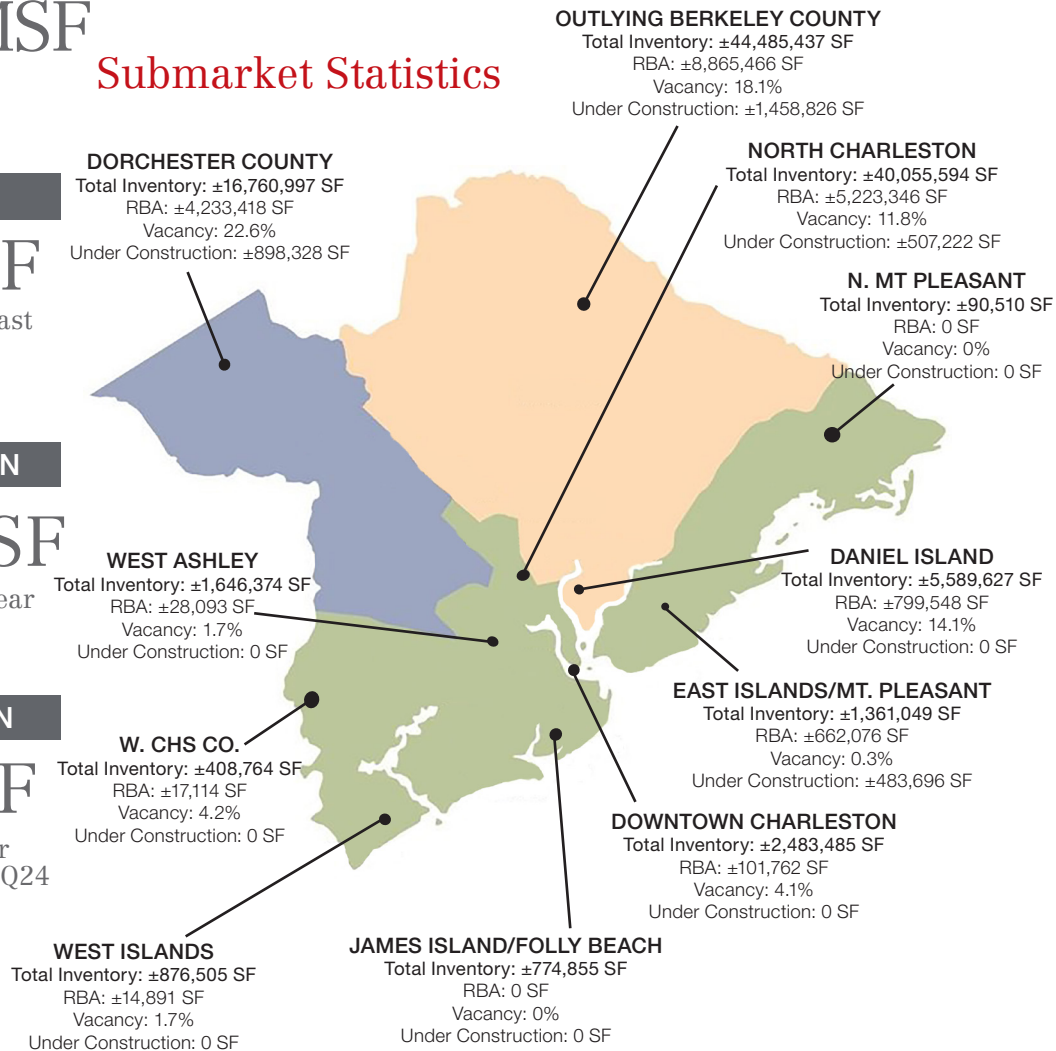 MSF
Submarket Statistics
OUTLYING BERKELEY COUNTY
Total Inventory: ±44,485,437 SF
RBA: ±8,865,466 SF
Vacancy: 18.1%
Under Construction: ±1,458,826 SF
DORCHESTER COUNTY
Total Inventory: ±16,760,997 SF
RBA: ±4,233,418 SF
Vacancy: 22.6%
Under Construction: ±898,328 SF
NORTH CHARLESTON
Total Inventory: ±40,055,594 SF
RBA: ±5,223,346 SF
Vacancy: 11.8%
Under Construction: ±507,222 SF
F
ast
N. MT PLEASANT
Total Inventory: ±90,510 SF
RBA: 0 SF
Vacancy: 0%
Under Construction: 0 SF
N
SF
ear
WEST ASHLEY
Total Inventory: ±1,646,374 SF
RBA: ±28,093 SF
Vacancy: 1.7%
Under Construction: 0 SF
DANIEL ISLAND
Total Inventory: ±5,589,627 SF
RBA: ±799,548 SF
Vacancy: 14.1%
Under Construction: 0 SF
EAST ISLANDS/MT. PLEASANT
Total Inventory: ±1,361,049 SF
RBA: ±662,076 SF
Vacancy: 0.3%
Under Construction: ±483,696 SF
N
F
r
Q24
W. CHS CO.
Total Inventory: ±408,764 SF
RBA: ±17,114 SF
Vacancy: 4.2%
Under Construction: 0 SF
DOWNTOWN CHARLESTON
Total Inventory: ±2,483,485 SF
RBA: ±101,762 SF
Vacancy: 4.1%
Under Construction: 0 SF
WEST ISLANDS
Total Inventory: ±876,505 SF
RBA: ±14,891 SF
Vacancy: 1.7%
Under Construction: 0 SF
JAMES ISLAND/FOLLY BEACH
Total Inventory: ±774,855 SF
RBA: 0 SF
Vacancy: 0%
Under Construction: 0 SF